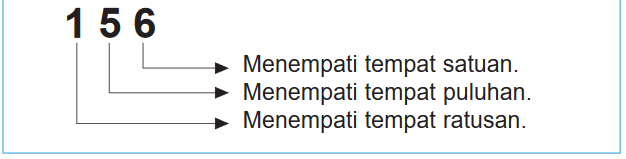 1 5 6
Menempati tempat satuan.
Menempati tempat puluhan.
Menempati tempat ratusan.